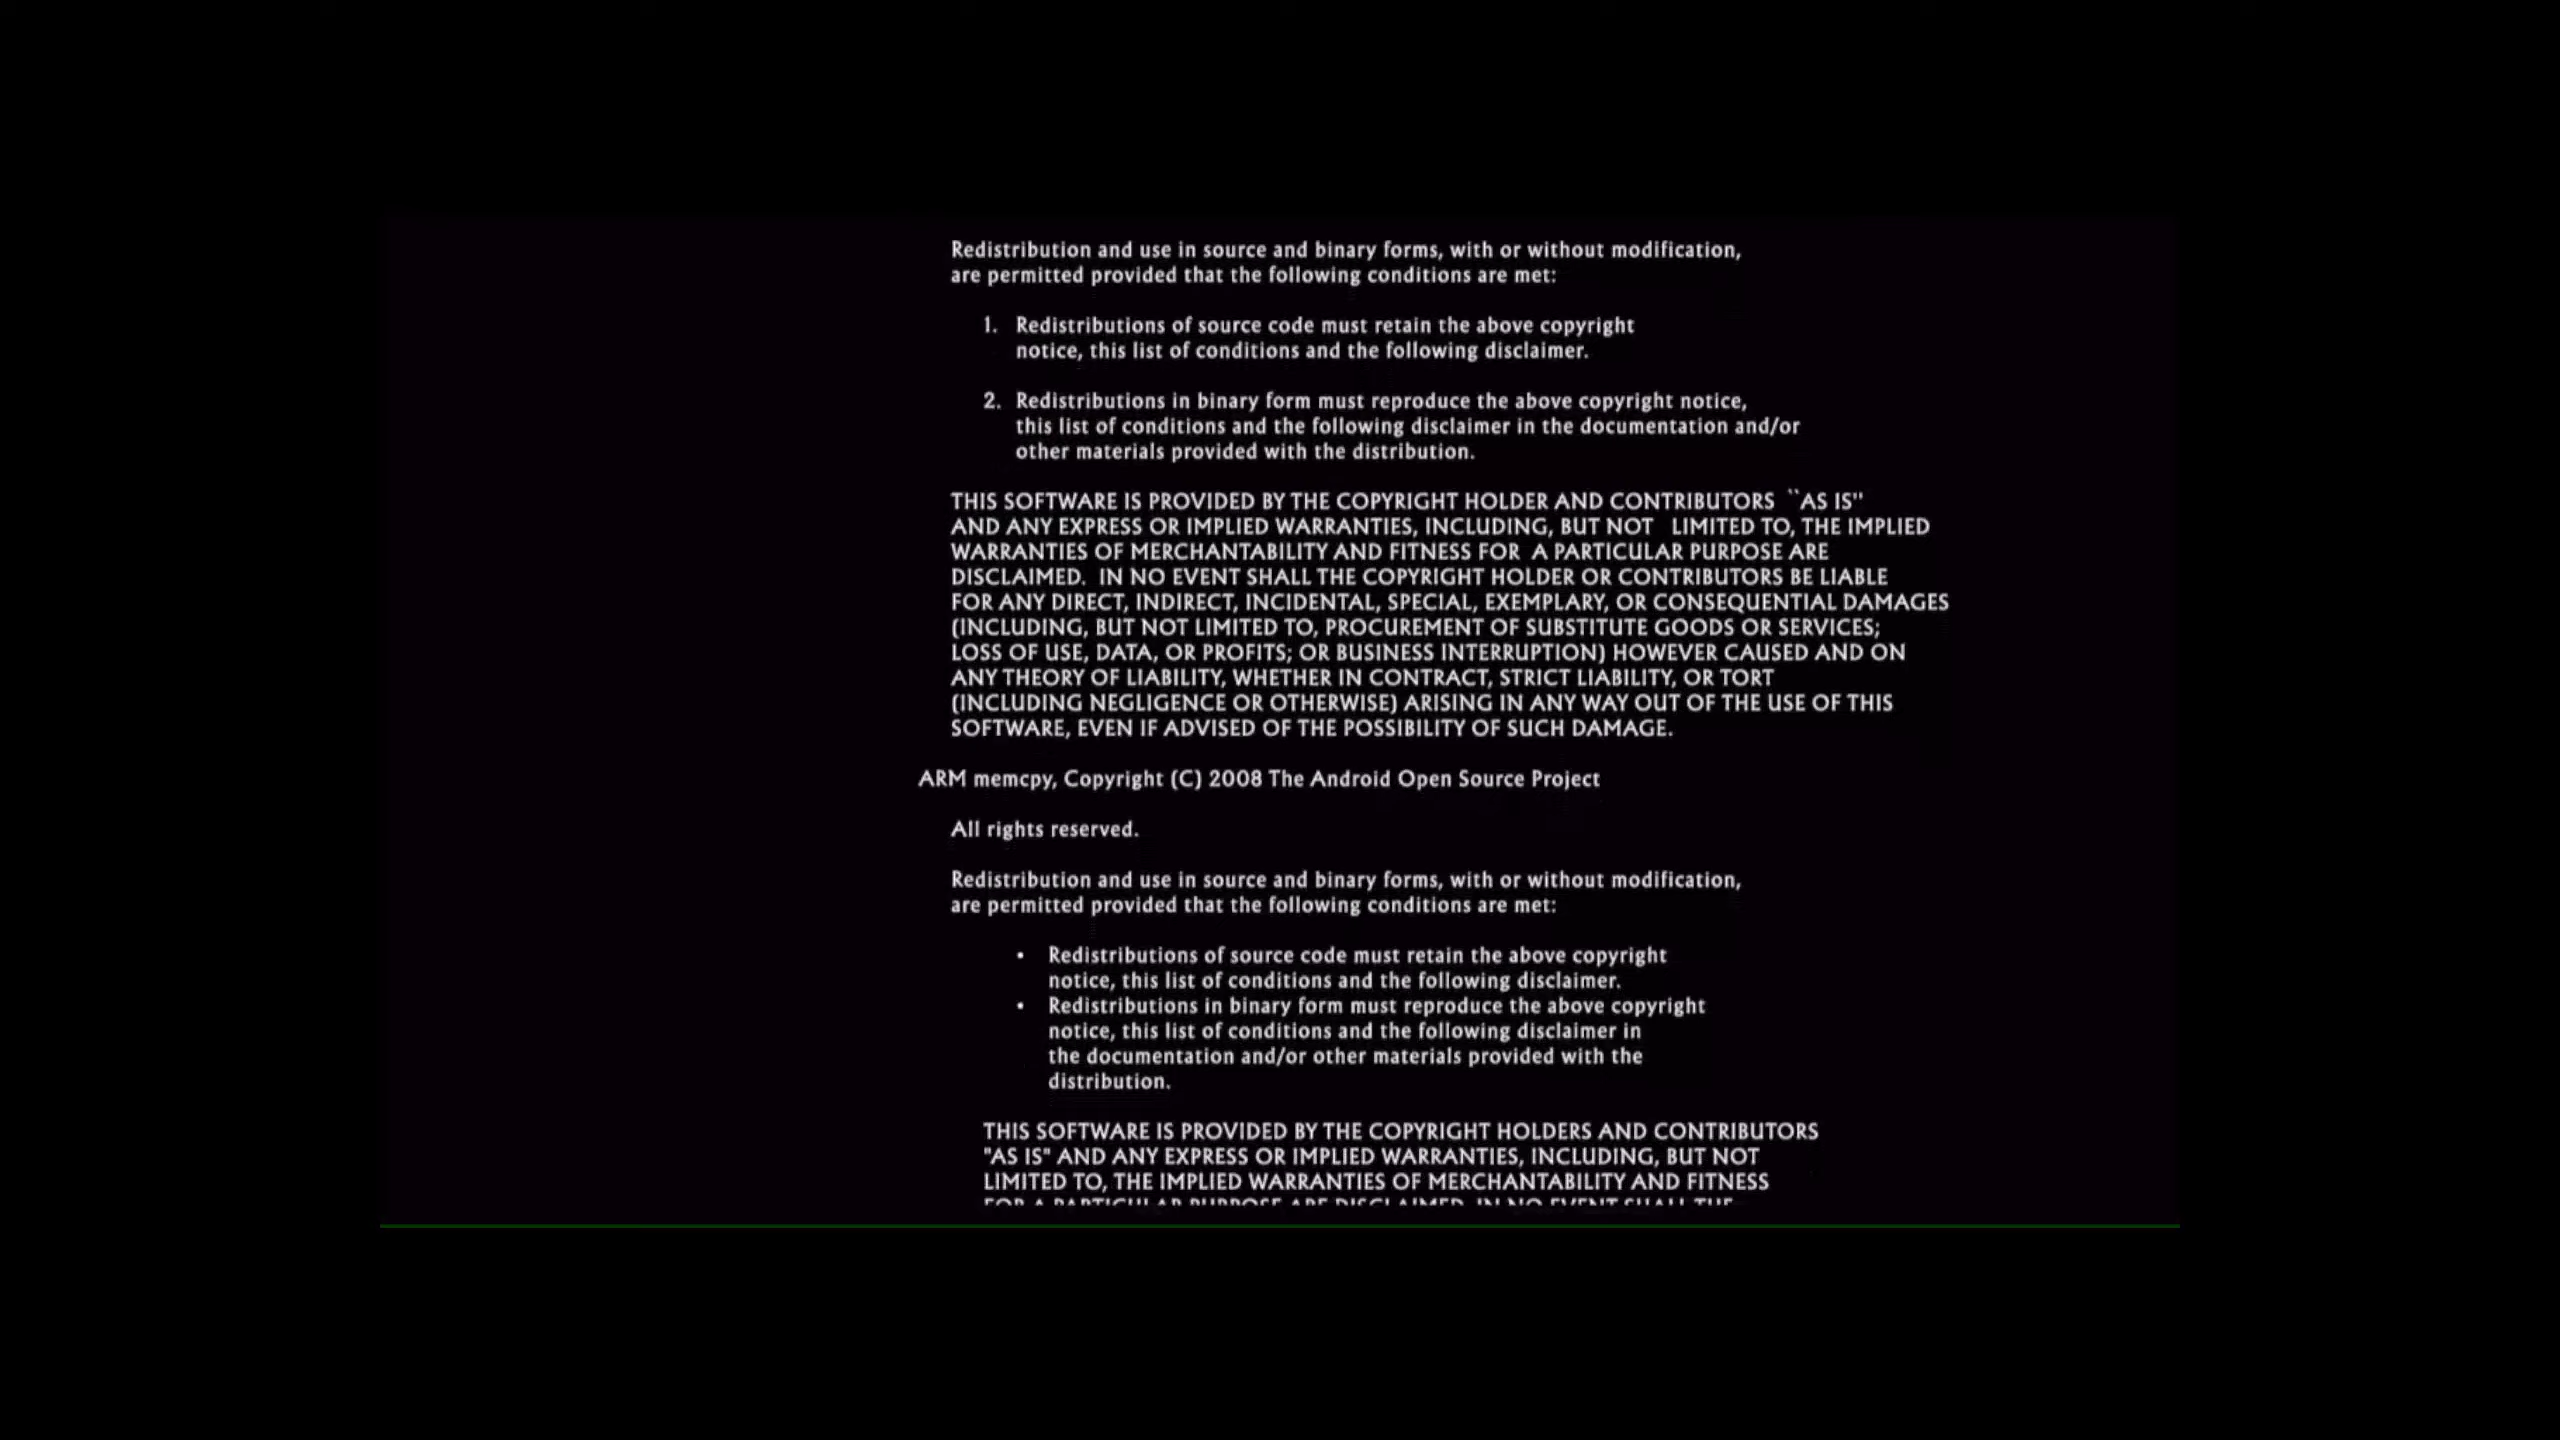 Redistribution and use in source and binary forms, with or without modification,
are permitted provided that the following conditions are met:
1. Redistributions of source code must retain the above copyright
notice, this list of conditions and the following disclaimer.
2. Redistributions in binary form must reproduce the above copyright notice,
this list of conditions and the following disclaimer in the documentation and/or
other materials provided with the distribution.
THIS SOFTWARE IS PROVIDED BY THE COPYRIGHT HOLDER AND CONTRIBUTORS ``AS IS''
AND ANY EXPRESS OR IMPLIED WARRANTIES, INCLUDING, BUT NOT LIMITED TO, THE IMPLIED
WARRANTIES OF MERCHANTABILITY AND FITNESS FOR A PARTICULAR PURPOSE ARE
DISCLAIMED. IN NO EVENT SHALL THE COPYRIGHT HOLDER OR CONTRIBUTORS BE LIABLE
FOR ANY DIRECT, INDIRECT, INCIDENTAL, SPECIAL, EXEMPLARY, OR CONSEQUENTIAL DAMAGES
(INCLUDING, BUT NOT LIMITED TO, PROCUREMENT OF SUBSTITUTE GOODS OR SERVICES;
LOSS OF USE, DATA, OR PROFITS; OR BUSINESS INTERRUPTION) HOWEVER CAUSED AND ON
ANY THEORY OF LIABILITY, WHETHER IN CONTRACT, STRICT LIABILITY, OR TORT
(INCLUDING NEGLIGENCE OR OTHERWISE) ARISING IN ANY WAY OUT OF THE USE OF THIS
SOFTWARE, EVEN IF ADVISED OF THE POSSIBILITY OF SUCH DAMAGE.
ARM memcpy, Copyright (C) 2008 The Android Open Source Project
All rights reserved.
Redistribution and use in source and binary forms, with or without modification,
are permitted provided that the following conditions are met:
• Redistributions of source code must retain the above copyright
notice, this list of conditions and the following disclaimer.
• Redistributions in binary form must reproduce the above copyright
notice, this list of conditions and the following disclaimer in
the documentation and/or other materials provided with the
distribution.
THIS SOFTWARE IS PROVIDED BY THE COPYRIGHT HOLDERS AND CONTRIBUTORS
"AS IS" AND ANY EXPRESS OR IMPLIED WARRANTIES, INCLUDING, BUT NOT
LIMITED TO, THE IMPLIED WARRANTIES OF MERCHANTABILITY AND FITNESS
FOR A PARTICULAR PURPOSE ARE DISCLAIMED. IN NO EVENT SHALL THE